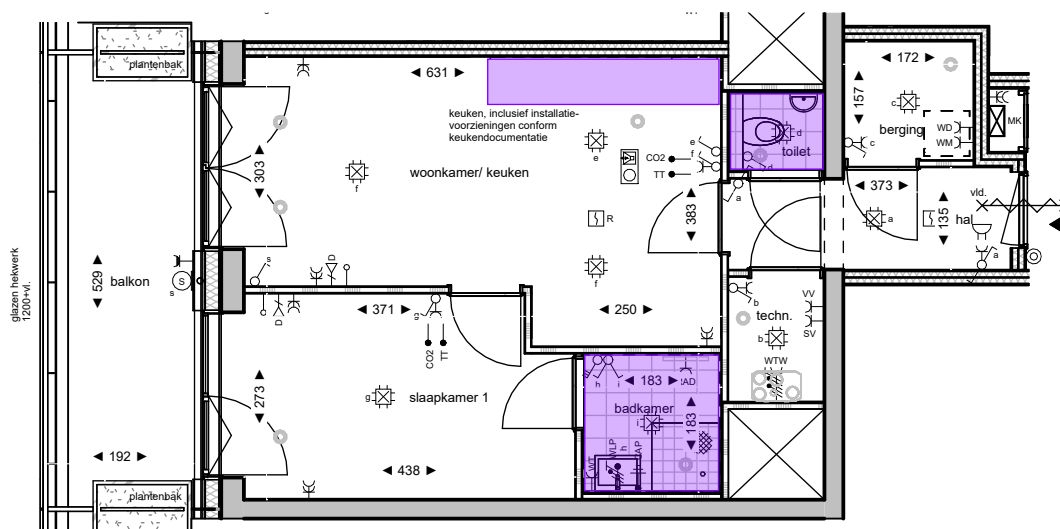 plantenbak
631
172
157
c
berging
WD
WM
c
MK
keuken, inclusief installatie-
voorzieningen conform
keukendocumentatie
e
e
f
CO2
TT
d
toilet
d
303
woonkamer/ keuken
f
383
a
373
a
vld.
135
hal
a
R
f
glazen hekwerk
1200+vl.
529
balkon
S
s
s
D
D
371
g
CO2
TT
250
b
techn.
b
VV
SV
WTW
273
g
slaapkamer 1
h
i
183
!AD
badkamer
i
183
WT
WLP
h
AP
192
438
plantenbak